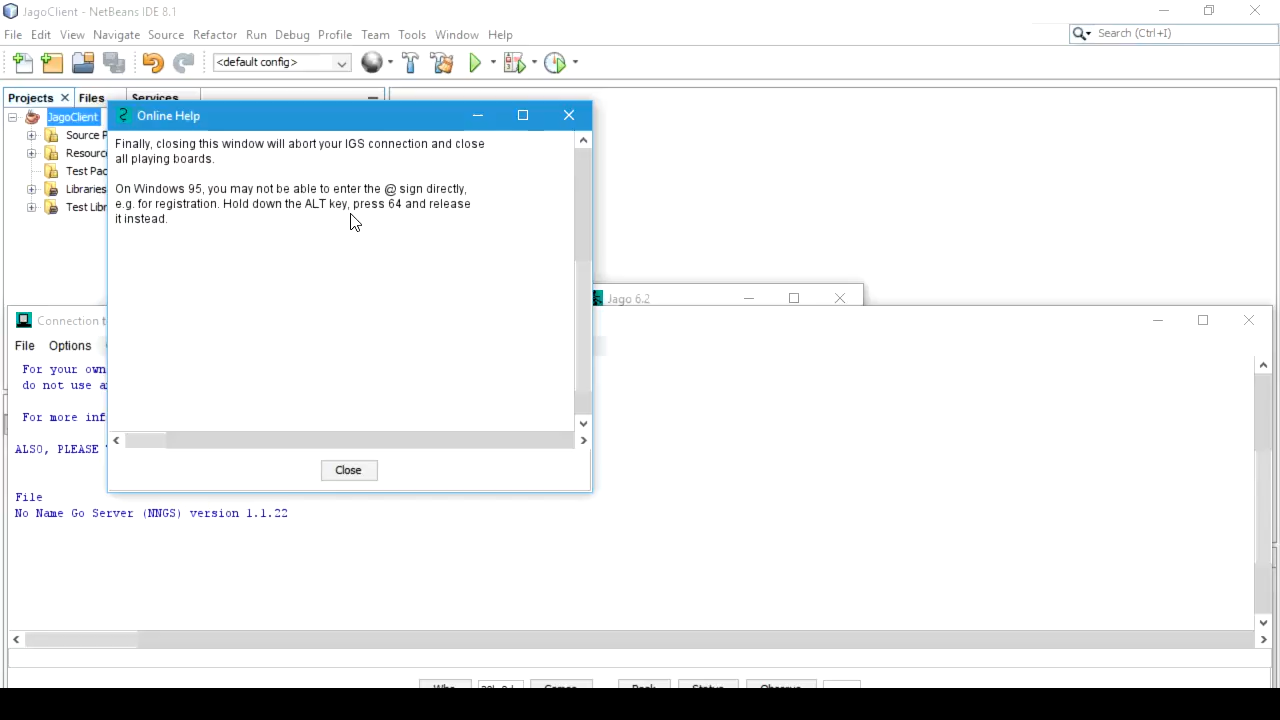 JagoClient - NetBeans IDE 8.1
File Edit View Navigate Source Refactor Run Debug Profile Team Tools Window Help
Search (Ctrl+I)
<default config>
Projects Files Services
JagoClient
Source P
Resourc
Test Pac
Libraries
Test Libr
Online Help
Finally, closing this window will abort your IGS connection and close
all playing boards.
On Windows 95, you may not be able to enter the @ sign directly,
e.g. for registration. Hold down the ALT key, press 64 and release
it instead.
Close
Jago 6.2
Connection t
File Options
For your own
do not use a
For more inf
ALSO, PLEASE
File
No Name Go Server (NNGS) version 1.1.22
Who Games Peek Status Observe